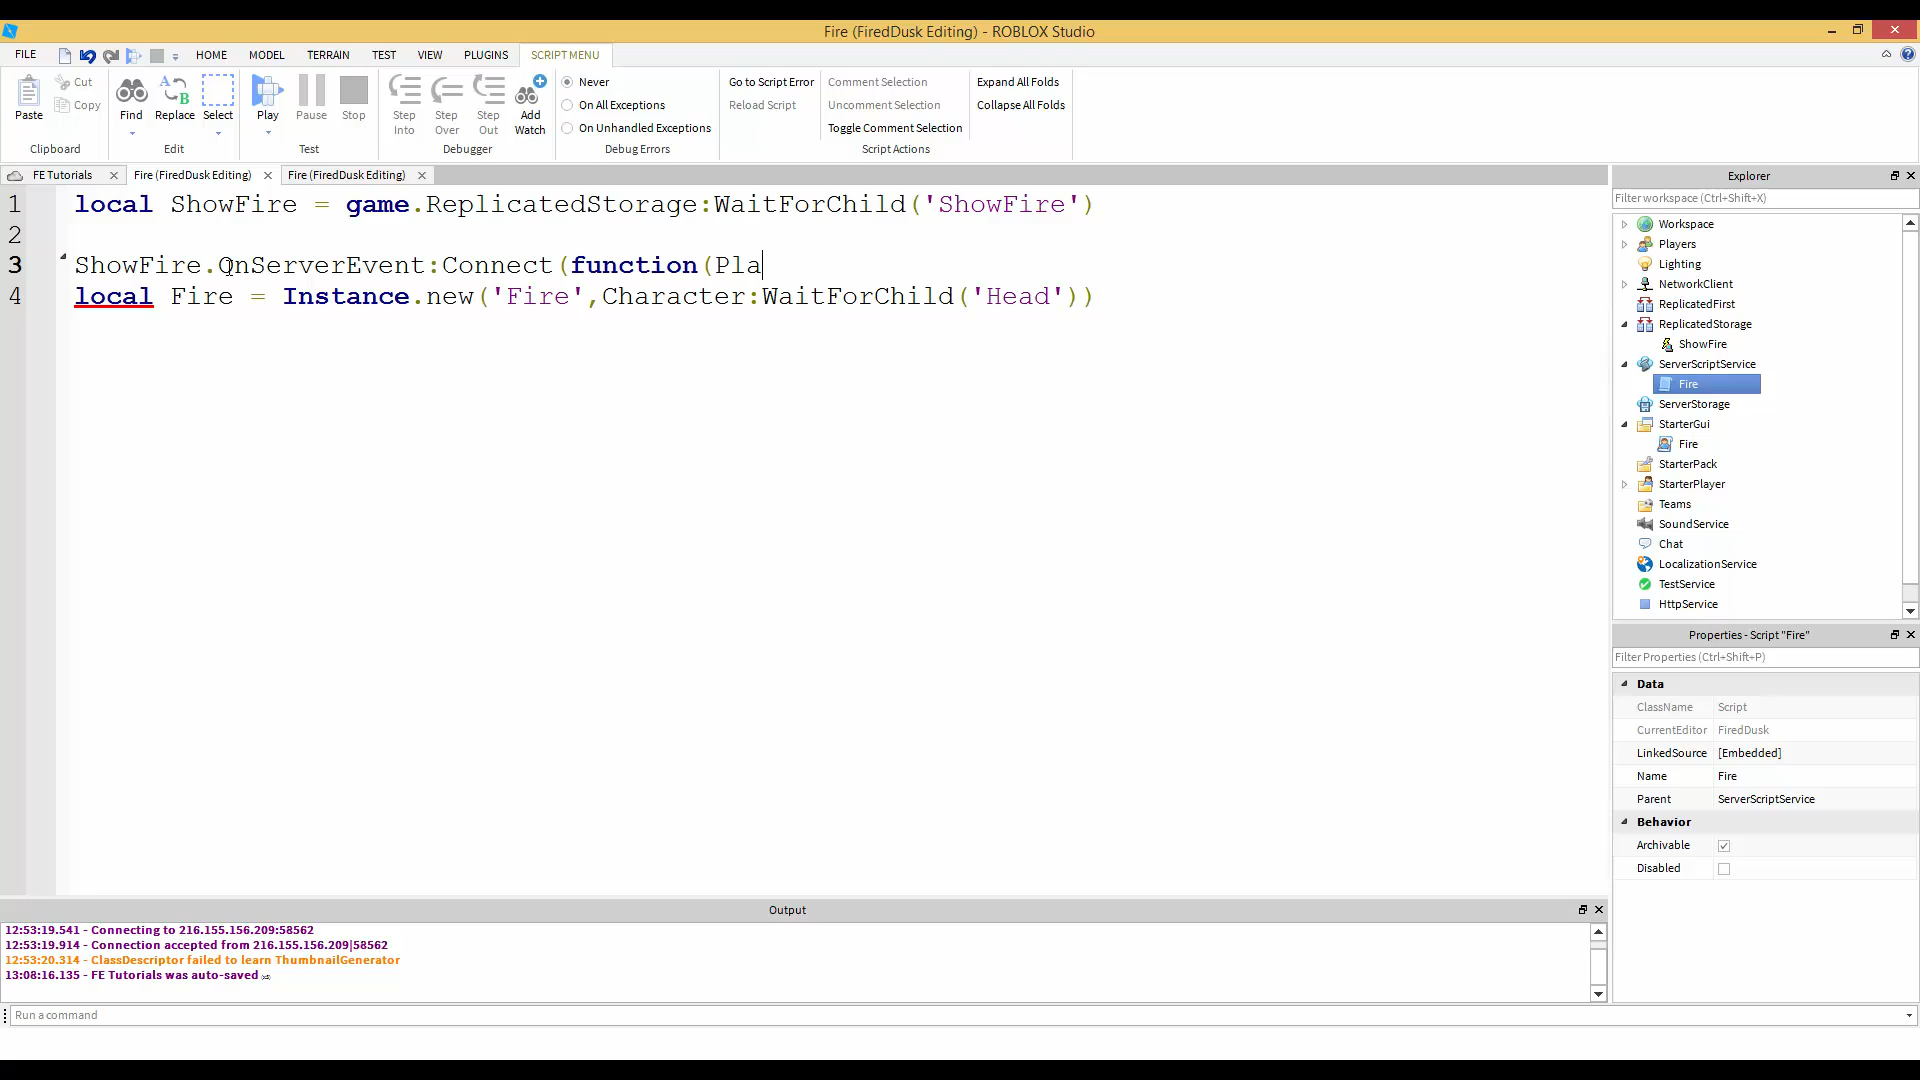 Fire (FiredDusk Editing) - ROBLOX Studio
FILE HOME MODEL TERRAIN TEST VIEW PLUGINS SCRIPT MENU
Paste Cut Copy Find Replace Select Play Pause Stop Step Into Step Over Step Out Add Watch
Never
On All Exceptions
On Unhandled Exceptions
Go to Script Error
Reload Script
Comment Selection
Uncomment Selection
Toggle Comment Selection
Expand All Folds
Collapse All Folds
Clipboard Edit Test Debugger Debug Errors Script Actions
FE Tutorials Fire (FiredDusk Editing) Fire (FiredDusk Editing)
1 local ShowFire = game.ReplicatedStorage:WaitForChild('ShowFire')
2
3 ShowFire.OnServerEvent:Connect(function(Pla
4 local Fire = Instance.new('Fire',Character:WaitForChild('Head'))
Explorer
Filter workspace (Ctrl+Shift+X)
Workspace
Players
Lighting
NetworkClient
ReplicatedFirst
ReplicatedStorage
ShowFire
ServerScriptService
Fire
ServerStorage
StarterGui
Fire
StarterPack
StarterPlayer
Teams
SoundService
Chat
LocalizationService
TestService
HttpService
Properties - Script "Fire"
Filter Properties (Ctrl+Shift+P)
Data
ClassName Script
CurrentEditor FiredDusk
LinkedSource [Embedded]
Name Fire
Parent ServerScriptService
Behavior
Archivable
Disabled
Output
12:53:19.541 - Connecting to 216.155.156.209:58562
12:53:19.914 - Connection accepted from 216.155.156.209|58562
12:53:20.314 - ClassDescriptor failed to learn ThumbnailGenerator
13:08:16.135 - FE Tutorials was auto-saved
Run a command